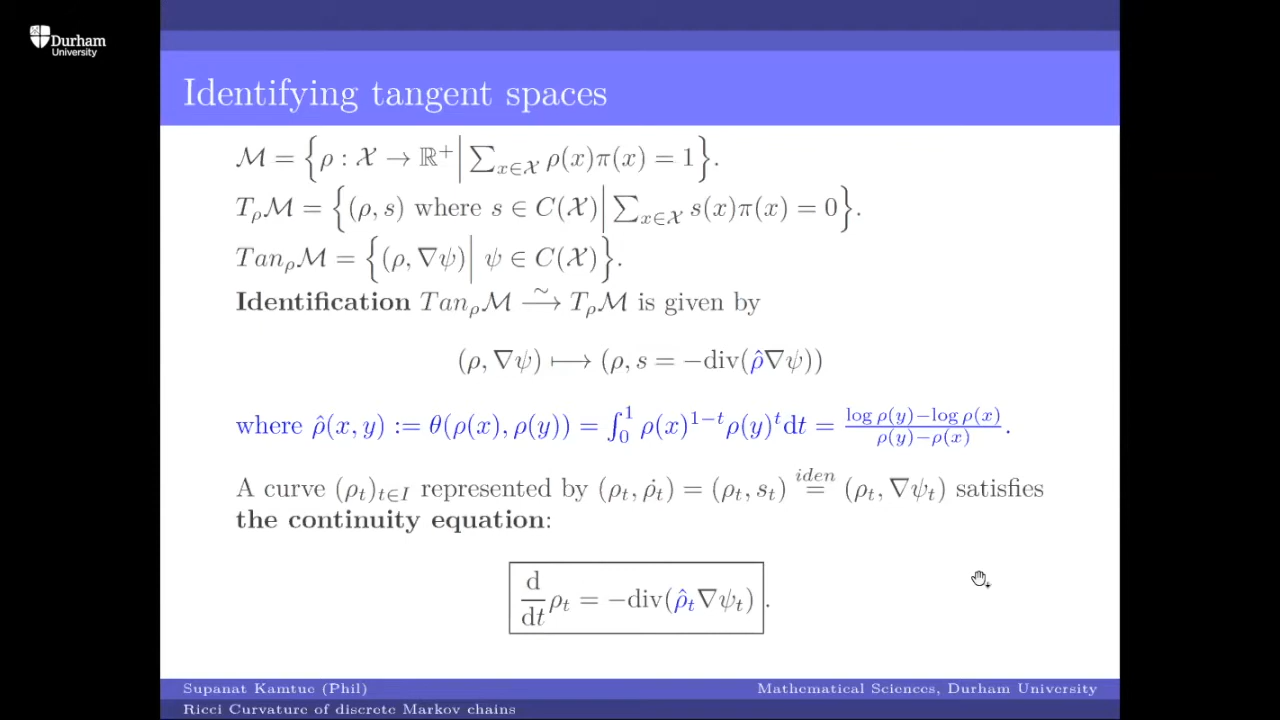 Durham
University
Identifying tangent spaces
ℳ = {ρ : 𝒳 → ℝ⁺ | ∑_{x∈𝒳} ρ(x)π(x) = 1}.
T_ρℳ = {(ρ, s) where s ∈ C(𝒳) | ∑_{x∈𝒳} s(x)π(x) = 0}.
Tan_ρℳ = {(ρ, ∇ψ) | ψ ∈ C(𝒳)}.
Identification Tan_ρℳ ⟶̃ T_ρℳ is given by
(ρ, ∇ψ) ⟼ (ρ, s = −div(ρ̂∇ψ))
where ρ̂(x, y) := θ(ρ(x), ρ(y)) = ∫₀¹ ρ(x)^{1−t}ρ(y)^t dt = (log ρ(y)−log ρ(x))/(ρ(y)−ρ(x)).
A curve (ρ_t)_{t∈I} represented by (ρ_t, ρ̇_t) = (ρ_t, s_t) =^{iden} (ρ_t, ∇ψ_t) satisfies
the continuity equation:
d/dt ρ_t = −div(ρ̂_t∇ψ_t).
Supanat Kamtue (Phil) Mathematical Sciences, Durham University
Ricci Curvature of discrete Markov chains